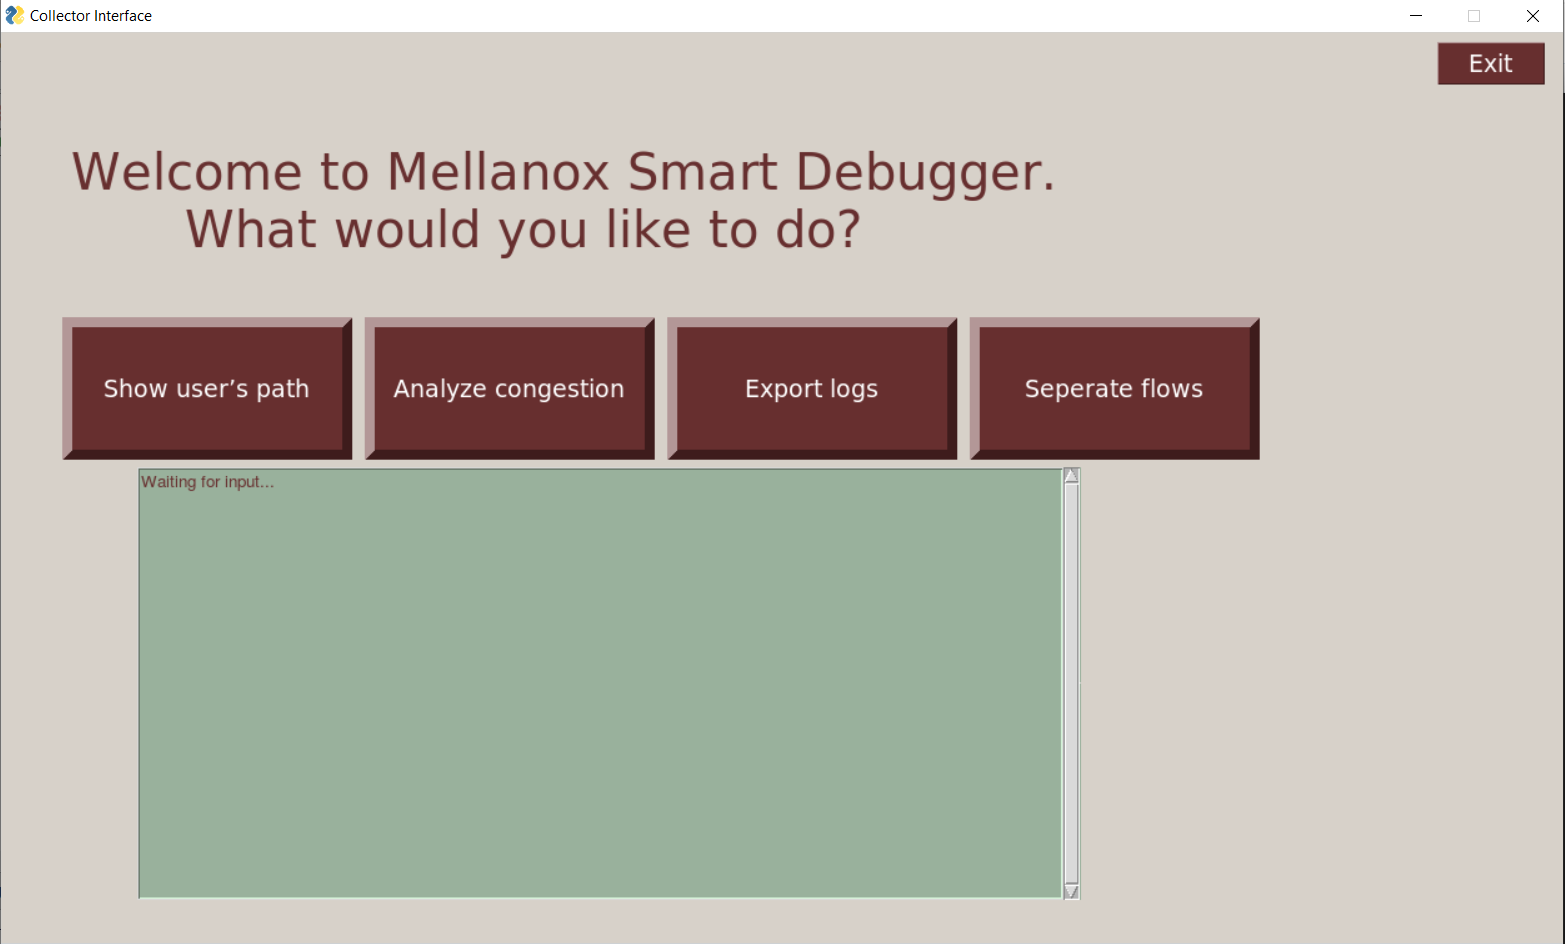 Collector Interface
Exit
Welcome to Mellanox Smart Debugger.
What would you like to do?
Show user’s path
Analyze congestion
Export logs
Seperate flows
Waiting for input...